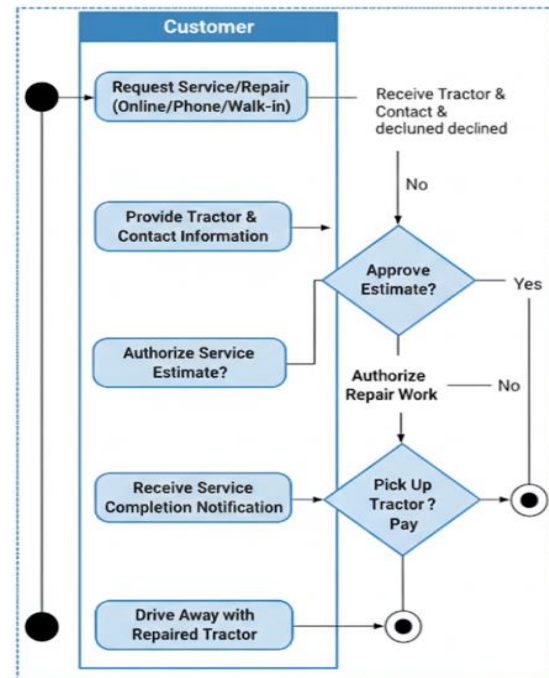 Customer
Request Service/Repair
(Online/Phone/Walk-in)
Receive Tractor &
Contact &
decluned declined
No
Provide Tractor &
Contact Information
Approve
Estimate?
Yes
Authorize Service
Estimate?
Authorize
Repair Work
No
Receive Service
Completion Notification
Pick Up
Tractor?
Pay
Drive Away with
Repaired Tractor